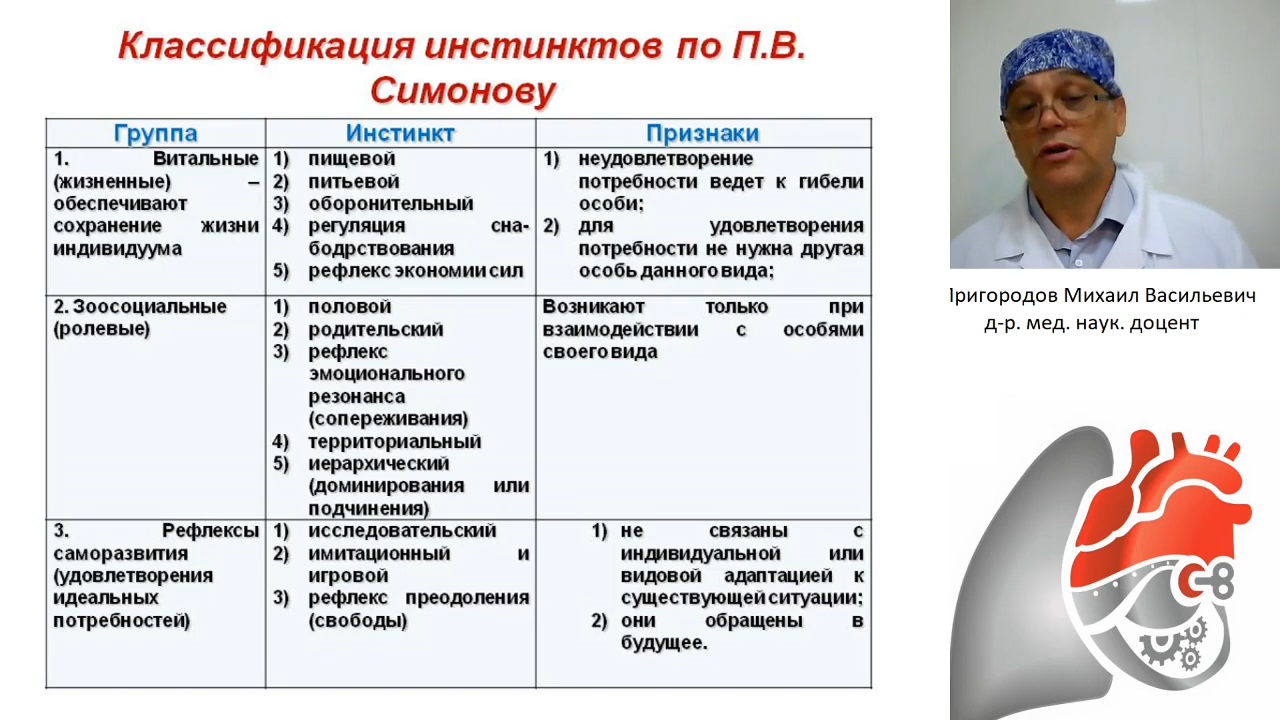 Классификация инстинктов по П.В.
Симонову
Группа
Инстинкт
Признаки
1. Витальные
(жизненные) –
обеспечивают
сохранение жизни
индивидуума
1) пищевой
2) питьевой
3) оборонительный
4) регуляция сна-
бодрствования
5) рефлекс экономии сил
1) неудовлетворение
потребности ведет к гибели
особи;
2) для удовлетворения
потребности не нужна другая
особь данного вида;
2. Зоосоциальные
(ролевые)
1) половой
2) родительский
3) рефлекс
эмоционального
резонанса
(сопереживания)
4) территориальный
5) иерархический
(доминирования или
подчинения)
Возникают только при
взаимодействии с особями
своего вида
3. Рефлексы
саморазвития
(удовлетворения
идеальных
потребностей)
1) исследовательский
2) имитационный и
игровой
3) рефлекс преодоления
(свободы)
1) не связаны с
индивидуальной или
видовой адаптацией к
существующей ситуации;
2) они обращены в
будущее.
Пригородов Михаил Васильевич
д-р. мед. наук. доцент